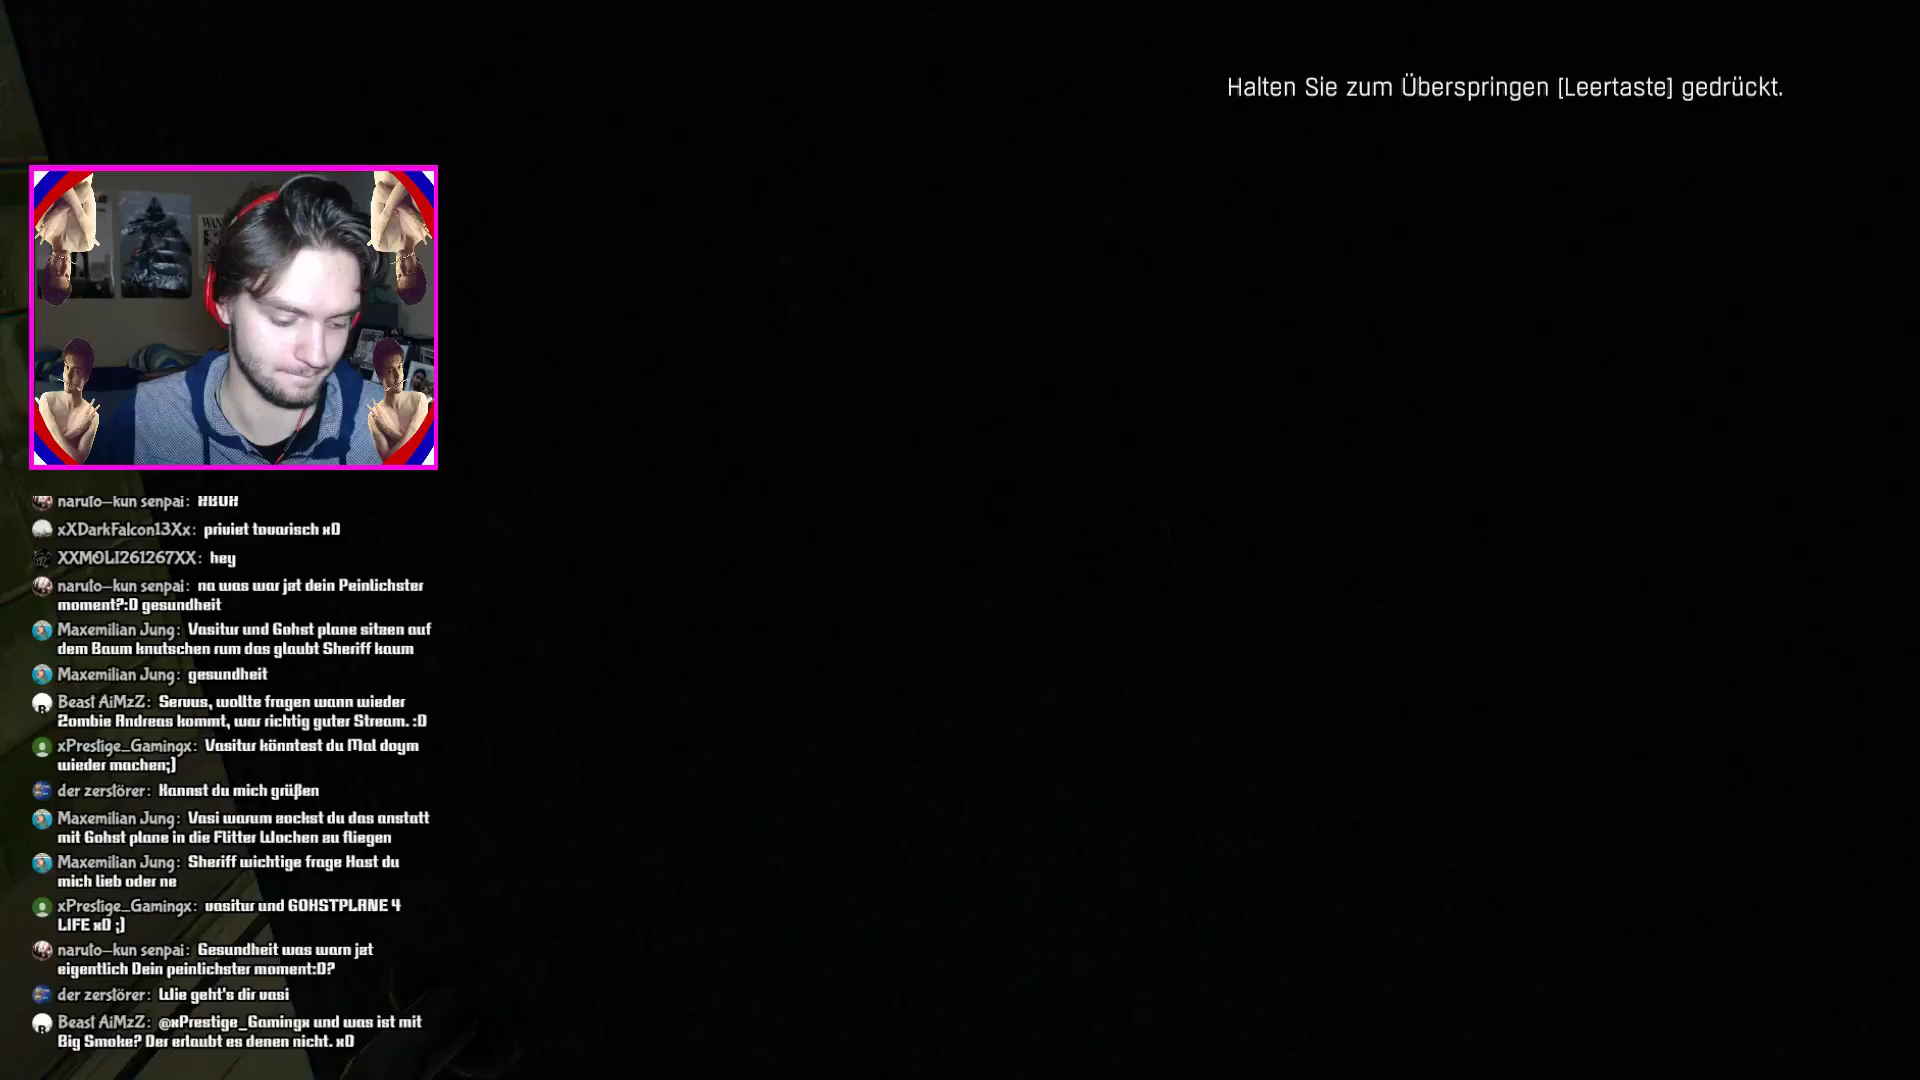 Halten Sie zum Überspringen [Leertaste] gedrückt.
WAN
naruto-kun senpai: XBOX
xXDarkFalcon13Xx: priviet tovarisch xD
XXMOLI261267XX: hey
naruto-kun senpai: na was war jzt dein Peinlichster
moment?:D gesundheit
Maxemilian Jung: Vasitur und Gohst plane sitzen auf
dem Baum knutschen rum das glaubt Sheriff kaum
Maxemilian Jung: gesundheit
Beast AiMzZ: Servus, wollte fragen wann wieder
Zombie Andreas kommt, war richtig guter Stream. :D
xPrestige_Gamingx: Vasitur könntest du Mal doym
wieder machen;)
der zerstörer: Kannst du mich grüßen
Maxemilian Jung: Vasi warum zockst du das anstatt
mit Gohst plane in die Flitter Wochen zu fliegen
Maxemilian Jung: Sheriff wichtige frage Hast du
mich lieb oder ne
xPrestige_Gamingx: vasitur und GOHSTPLANE 4
LIFE xD ;)
naruto-kun senpai: Gesundheit was warn jzt
eigentlich Dein peinlichster moment:D?
der zerstörer: Wie geht's dir vasi
Beast AiMzZ: @xPrestige_Gamingx und was ist mit
Big Smoke? Der erlaubt es denen nicht. xD